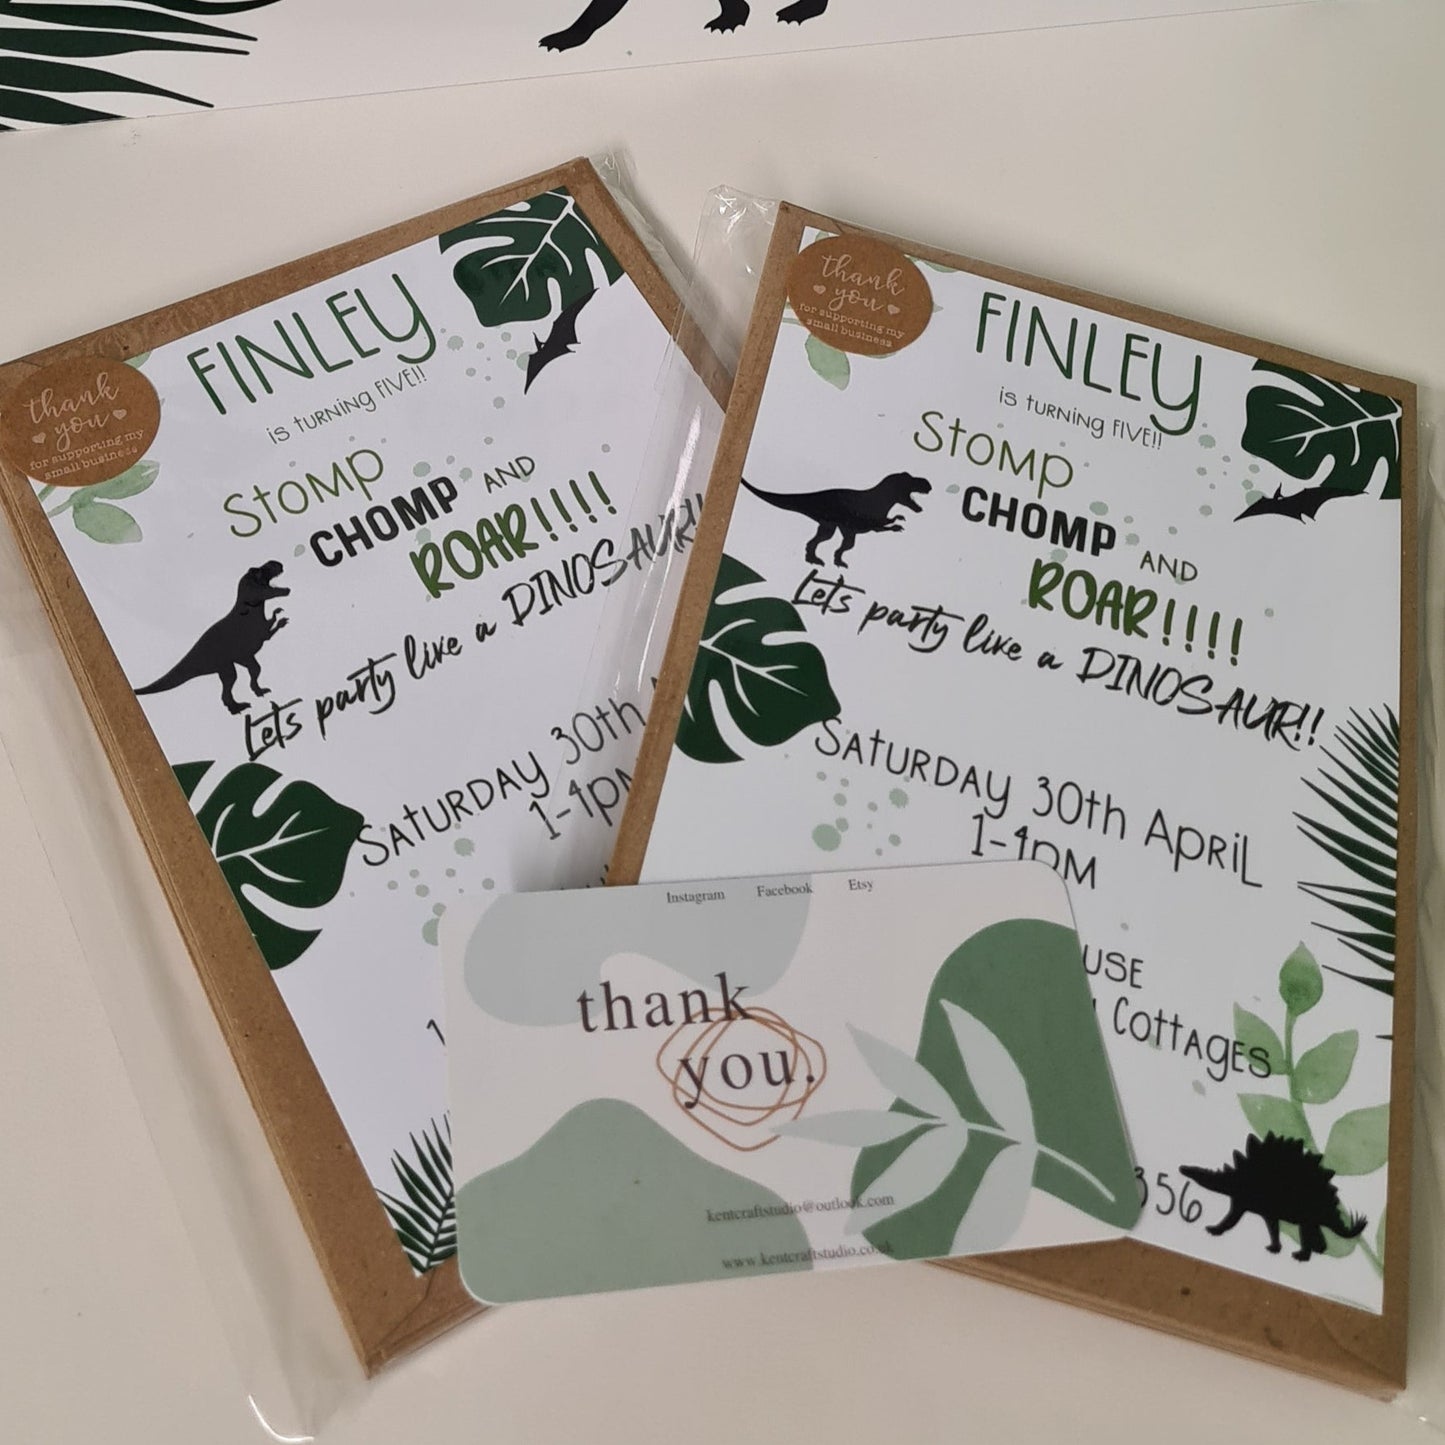 thank
you
for supporting my
small business
FINLEY
is turning FIVE!!
Stomp
CHOMP AND
ROAR!!!!
Lets party like a DINOSAUR!!
SATURDAY 30th
1-4PM
thank
you
for supporting my
small business
FINLEY
is turning FIVE!!
Stomp
CHOMP AND
ROAR!!!!
Lets party like a DINOSAUR!!
SATURDAY 30th APRiL
1-4PM
USE
COTTAgES
356
Instagram Facebook Etsy
thank
you.
kentcraftstudio@outlook.com
www.kentcraftstudio.co.uk